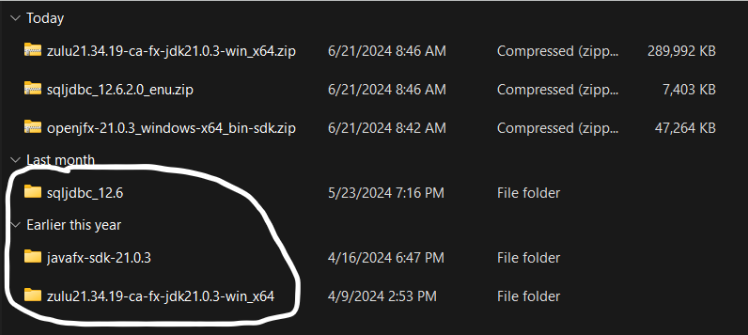 Today
zulu21.34.19-ca-fx-jdk21.0.3-win_x64.zip 6/21/2024 8:46 AM Compressed (zipp... 289,992 KB
sqljdbc_12.6.2.0_enu.zip 6/21/2024 8:46 AM Compressed (zipp... 7,403 KB
openjfx-21.0.3_windows-x64_bin-sdk.zip 6/21/2024 8:42 AM Compressed (zipp... 47,264 KB
Last month
sqljdbc_12.6 5/23/2024 7:16 PM File folder
Earlier this year
javafx-sdk-21.0.3 4/16/2024 6:47 PM File folder
zulu21.34.19-ca-fx-jdk21.0.3-win_x64 4/9/2024 2:53 PM File folder